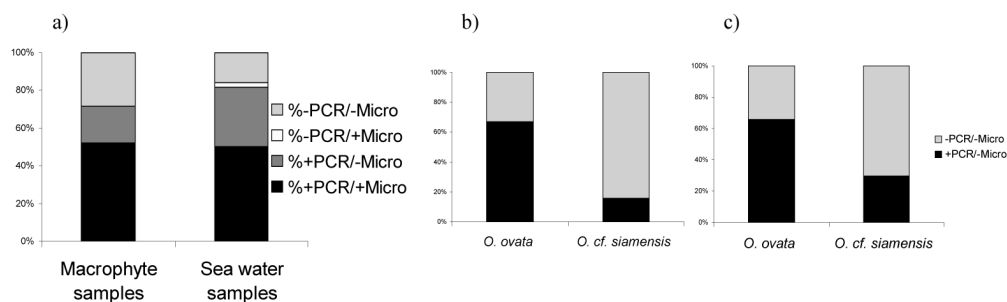 a)
100%
80%
60%
40%
20%
0%
Macrophyte samples
Sea water samples
%-PCR/-Micro
%-PCR/+Micro
%+PCR/-Micro
%+PCR/+Micro
b)
100%
80%
60%
40%
20%
0%
O. ovata
O. cf. siamensis
c)
100%
80%
60%
40%
20%
0%
O. ovata
O. cf. siamensis
-PCR/-Micro
+PCR/-Micro